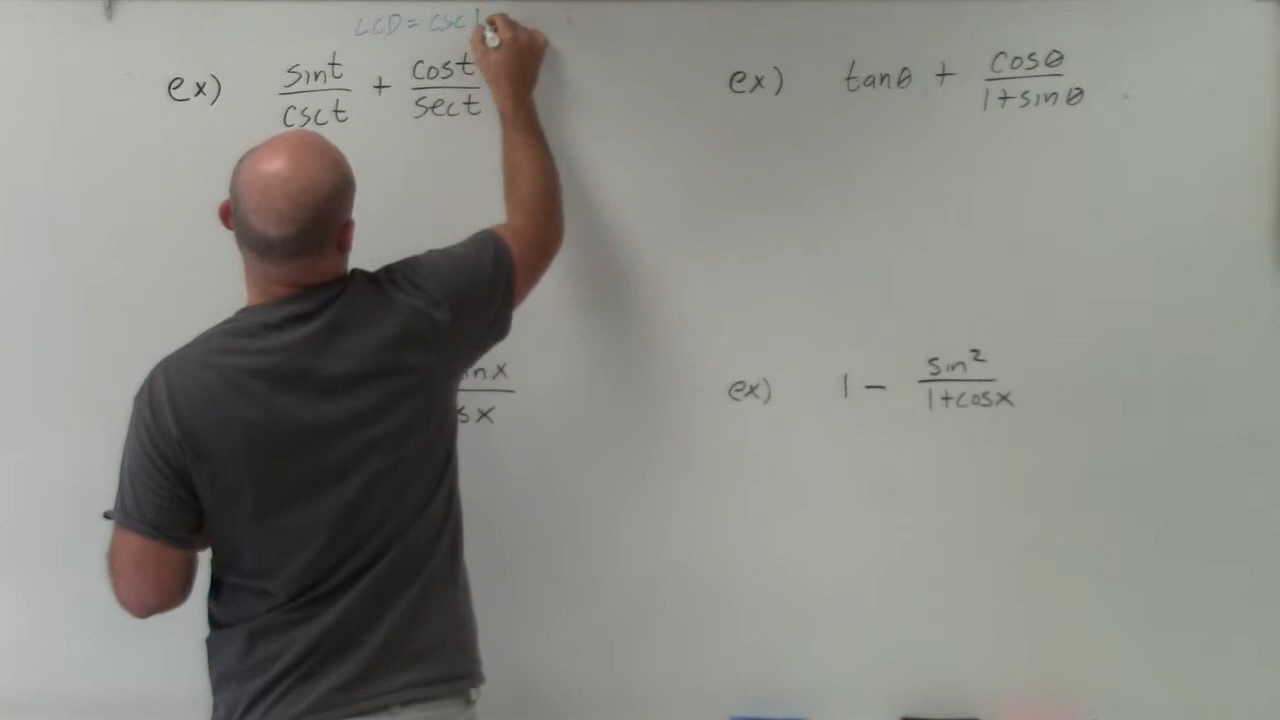 LCD = csc
ex) sint/csct + cost/sect
ex) tanθ + cosθ/1+sinθ
ex) 1 - sin²/1+cosx